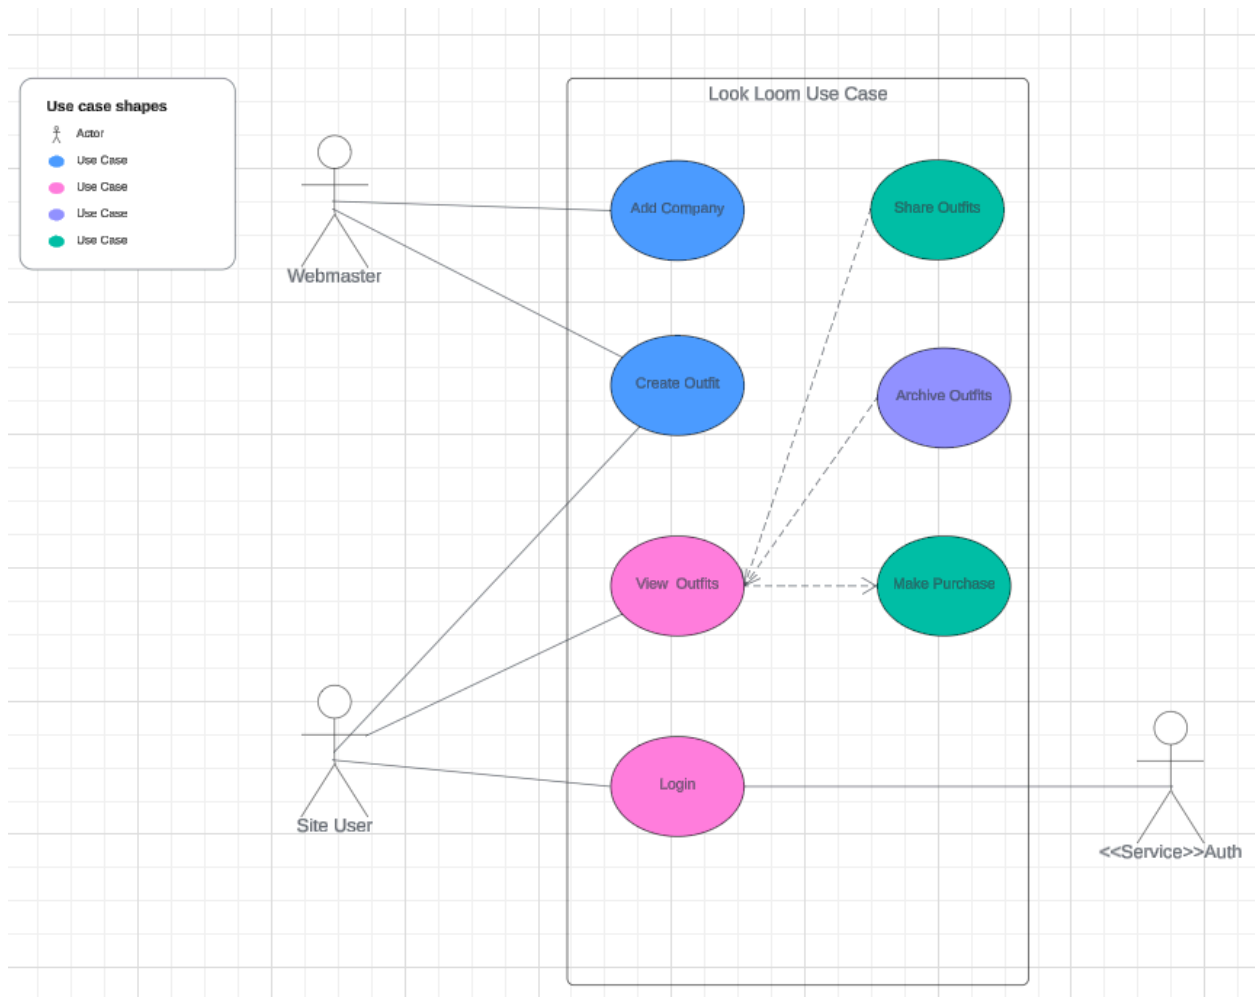 Use case shapes
Actor
Use Case
Use Case
Use Case
Use Case
Look Loom Use Case
Webmaster
Add Company
Share Outfits
Create Outfit
Archive Outfits
View  Outfits
Make Purchase
Site User
Login
<<Service>>Auth